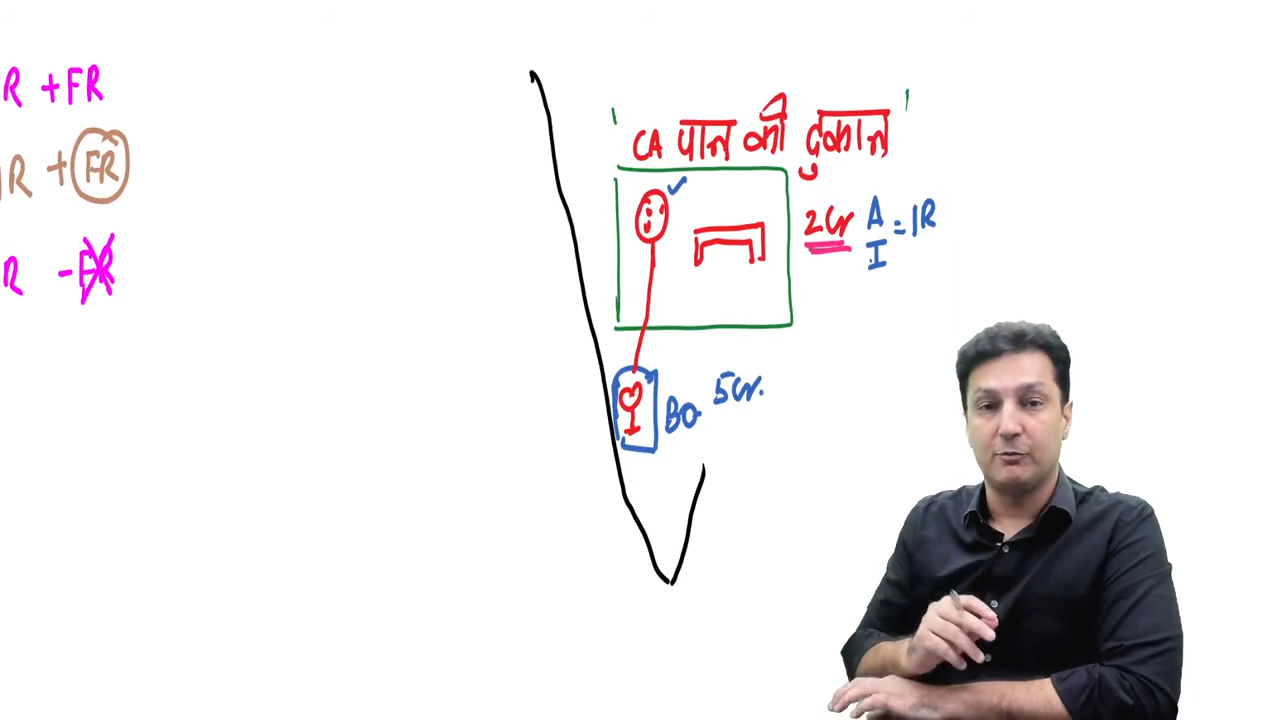 R + FR
R + FR
R - FR
' CA पान की दुकान '
2Cr A/I = 1R
I
BO. 5Cr.